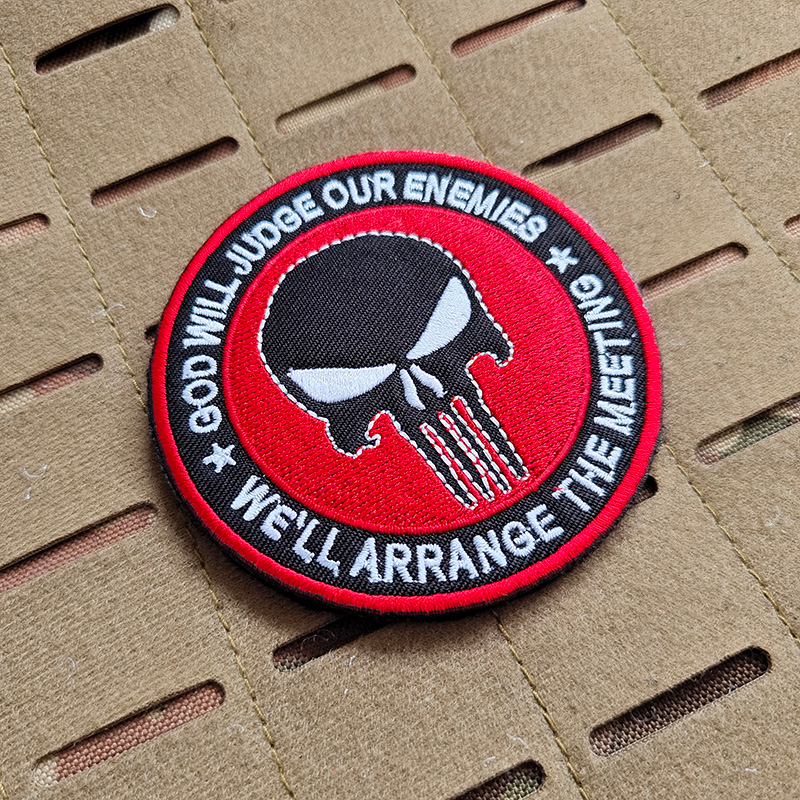 GOD WILL JUDGE OUR ENEMIES
WE'LL ARRANGE THE MEETING